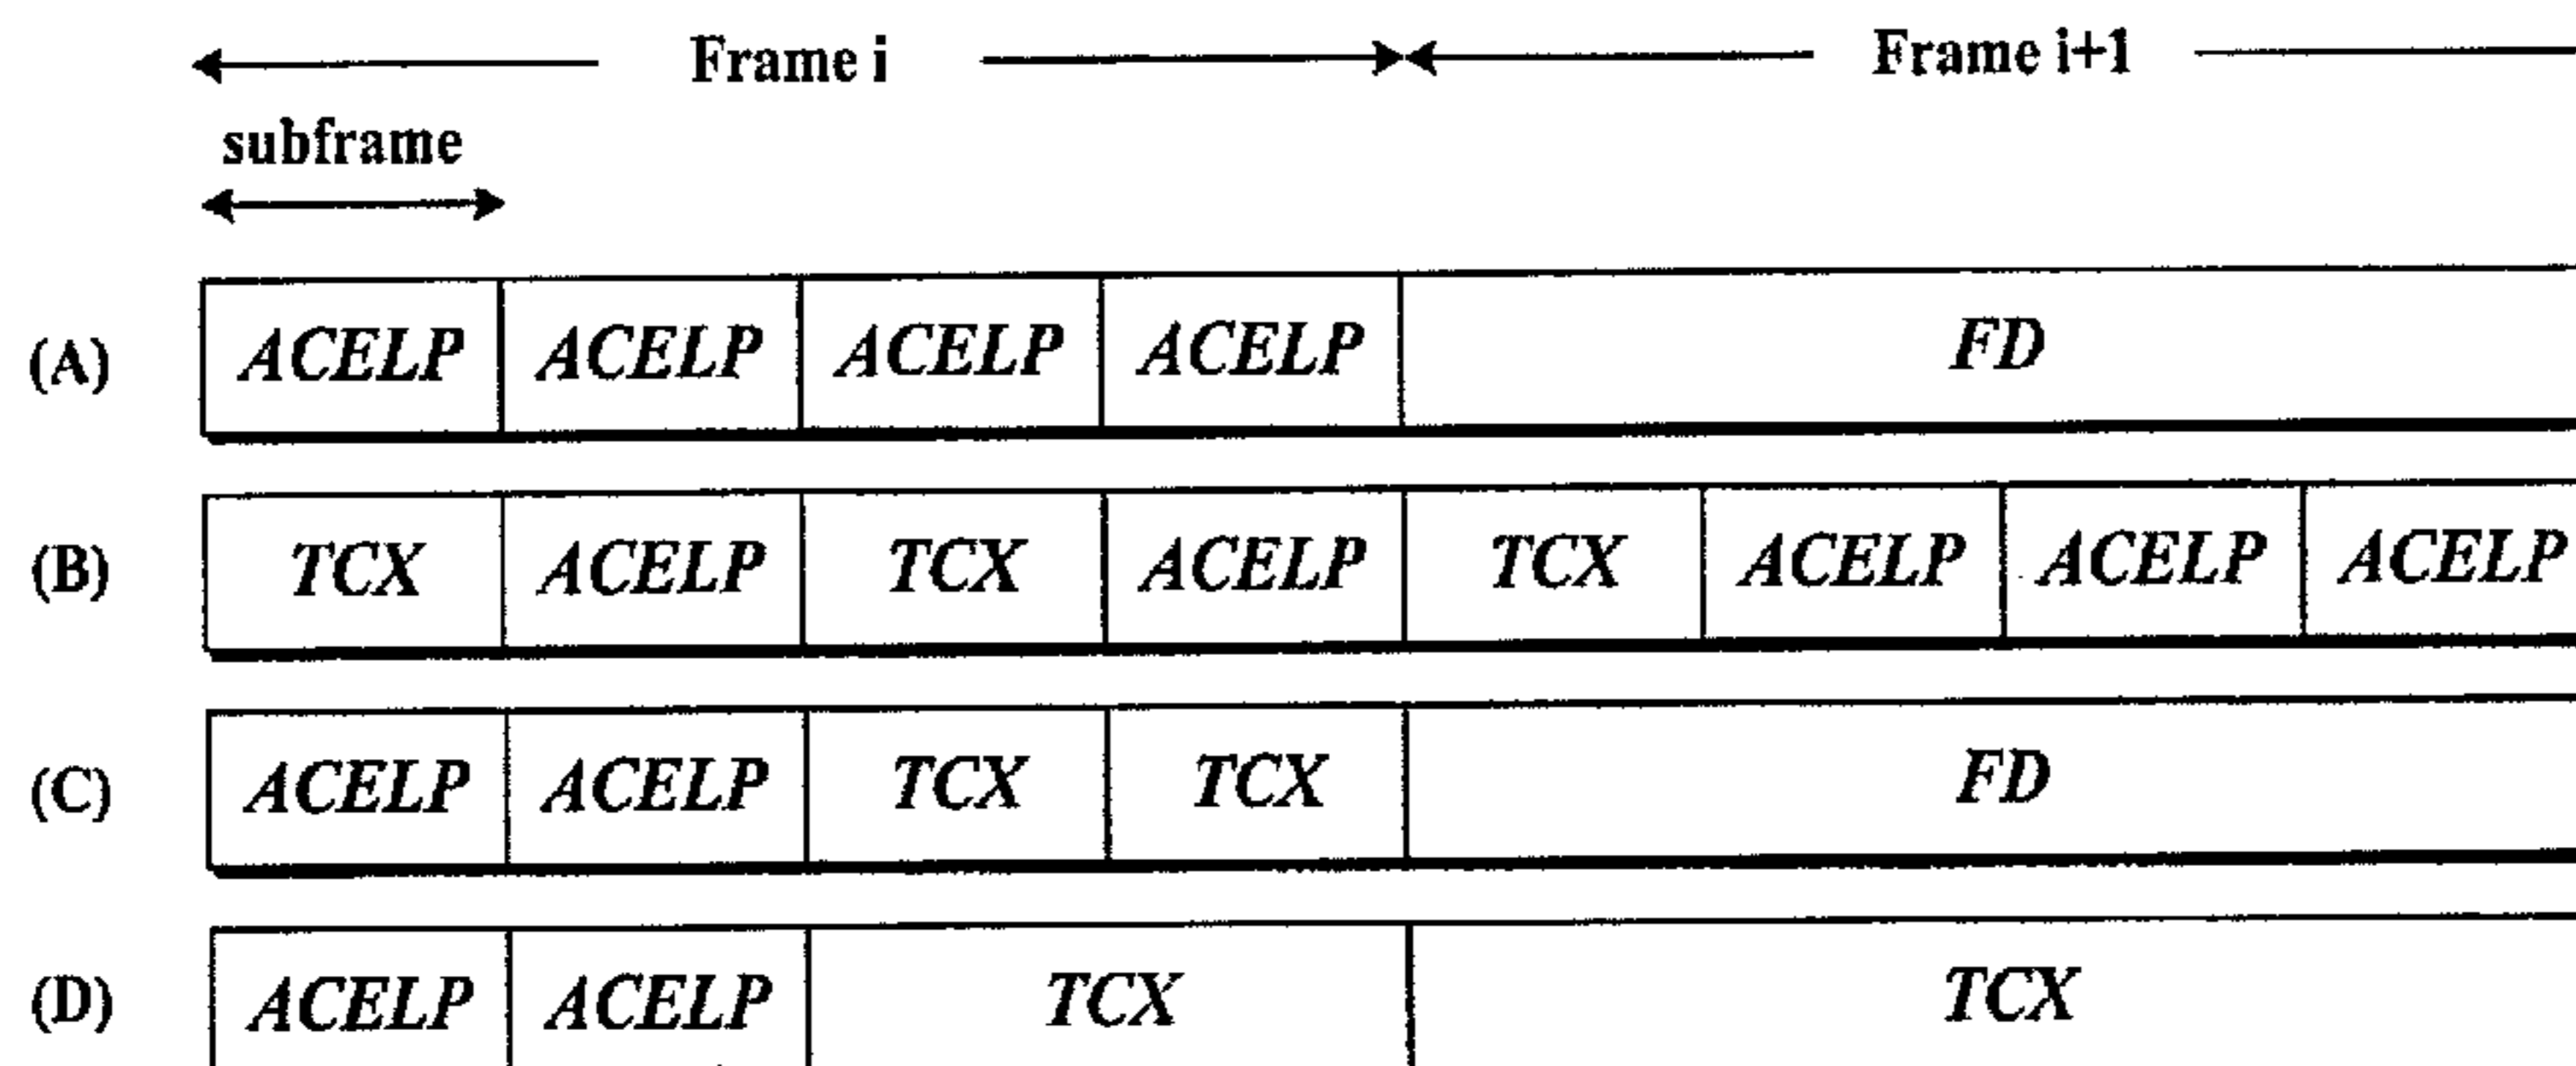 Frame i Frame i+1
subframe
(A) ACELP ACELP ACELP ACELP FD
(B) TCX ACELP TCX ACELP TCX ACELP ACELP ACELP
(C) ACELP ACELP TCX TCX FD
(D) ACELP ACELP TCX TCX